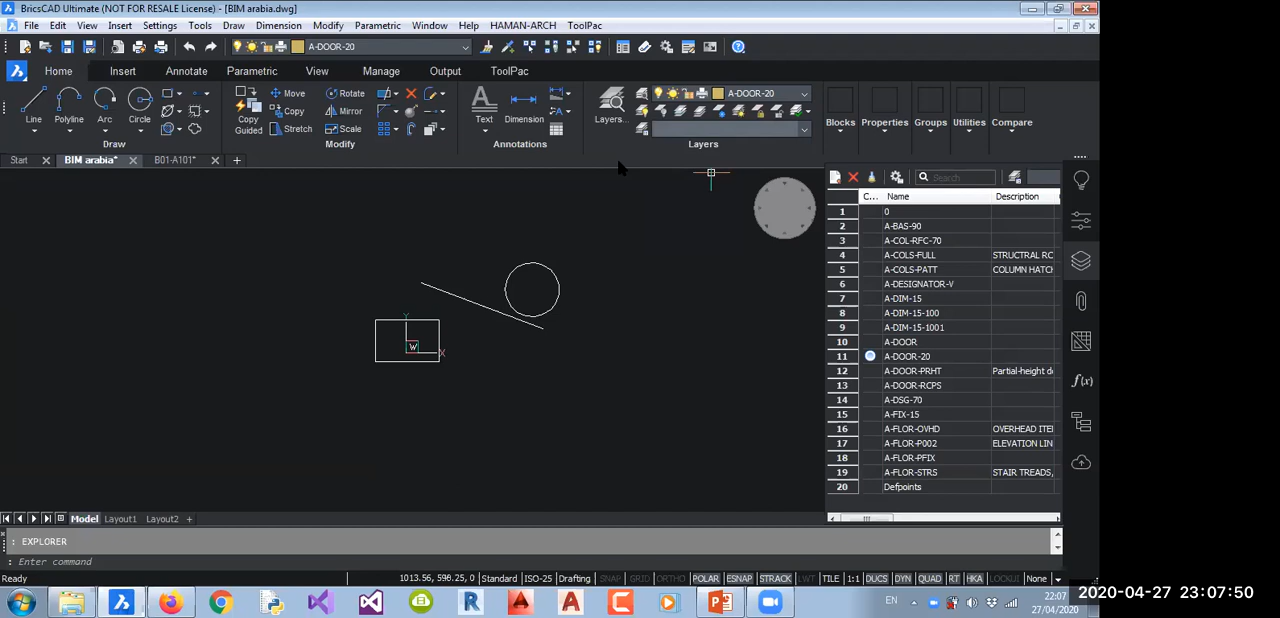 BricsCAD Ultimate (NOT FOR RESALE License) - [BIM arabia.dwg]
File Edit View Insert Settings Tools Draw Dimension Modify Parametric Window Help HAMAN-ARCH ToolPac
A-DOOR-20
Home Insert Annotate Parametric View Manage Output ToolPac
Line Polyline Arc Circle
Copy Guided
Move Rotate
Copy Mirror
Stretch Scale
Text Dimension
Layers...
A-DOOR-20
Blocks Properties Groups Utilities Compare
Draw Modify Annotations Layers
Start BIM arabia* B01-A101*
Search
C... Name Description
1 0
2 A-BAS-90
3 A-COL-RFC-70
4 A-COLS-FULL STRUCTRAL RC
5 A-COLS-PATT COLUMN HATCH
6 A-DESIGNATOR-V
7 A-DIM-15
8 A-DIM-15-100
9 A-DIM-15-1001
10 A-DOOR
11 A-DOOR-20
12 A-DOOR-PRHT Partial-height d
13 A-DOOR-RCPS
14 A-DSG-70
15 A-FIX-15
16 A-FLOR-OVHD OVERHEAD ITE
17 A-FLOR-P002 ELEVATION LIN
18 A-FLOR-PFIX
19 A-FLOR-STRS STAIR TREADS,
20 Defpoints
Y
W X
f(x)
Model Layout1 Layout2 +
: EXPLORER
: Enter command
Ready 1013.56, 590.25, 0 Standard ISO-25 Drafting SNAP GRID ORTHO POLAR ESNAP STRACK LWT TILE 1:1 DUCS DYN QUAD RT HKA LOCKUI None
EN 22:07
27/04/2020
2020-04-27 23:07:50